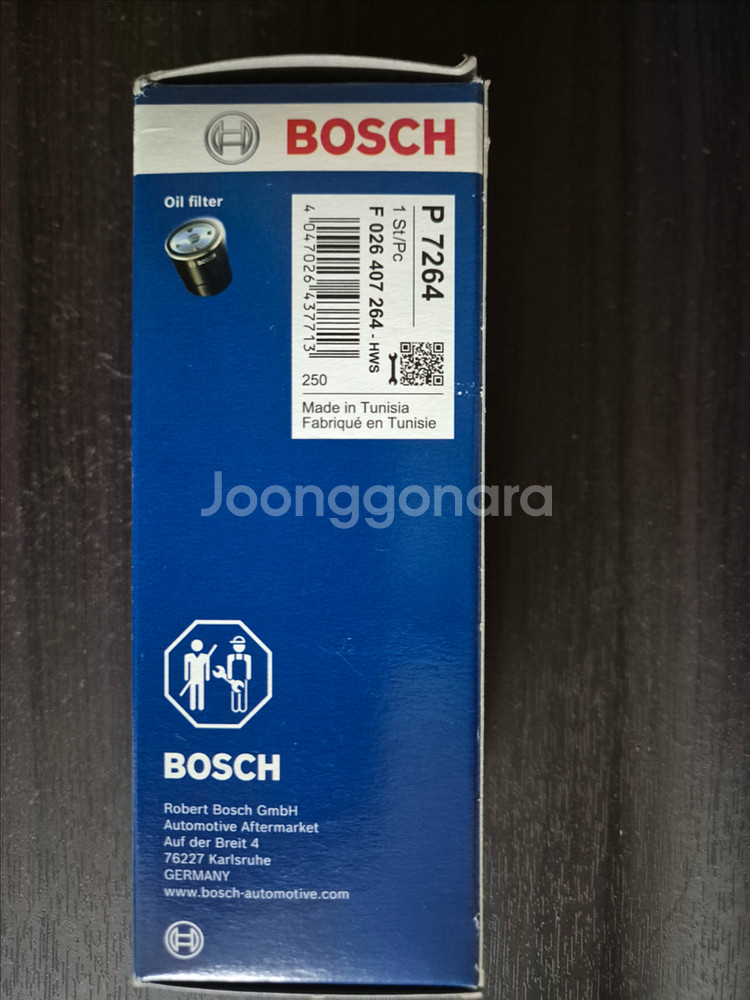 BOSCH
Oil filter
BOSCH
P 7264
1 St/Pc
F 026 407 264 - HWS
4 047026 437713
250
Made in Tunisia
Fabriqué en Tunisie
Joonggonara
BOSCH
Robert Bosch GmbH
Automotive Aftermarket
Auf der Breit 4
76227 Karlsruhe
GERMANY
www.bosch-automotive.com